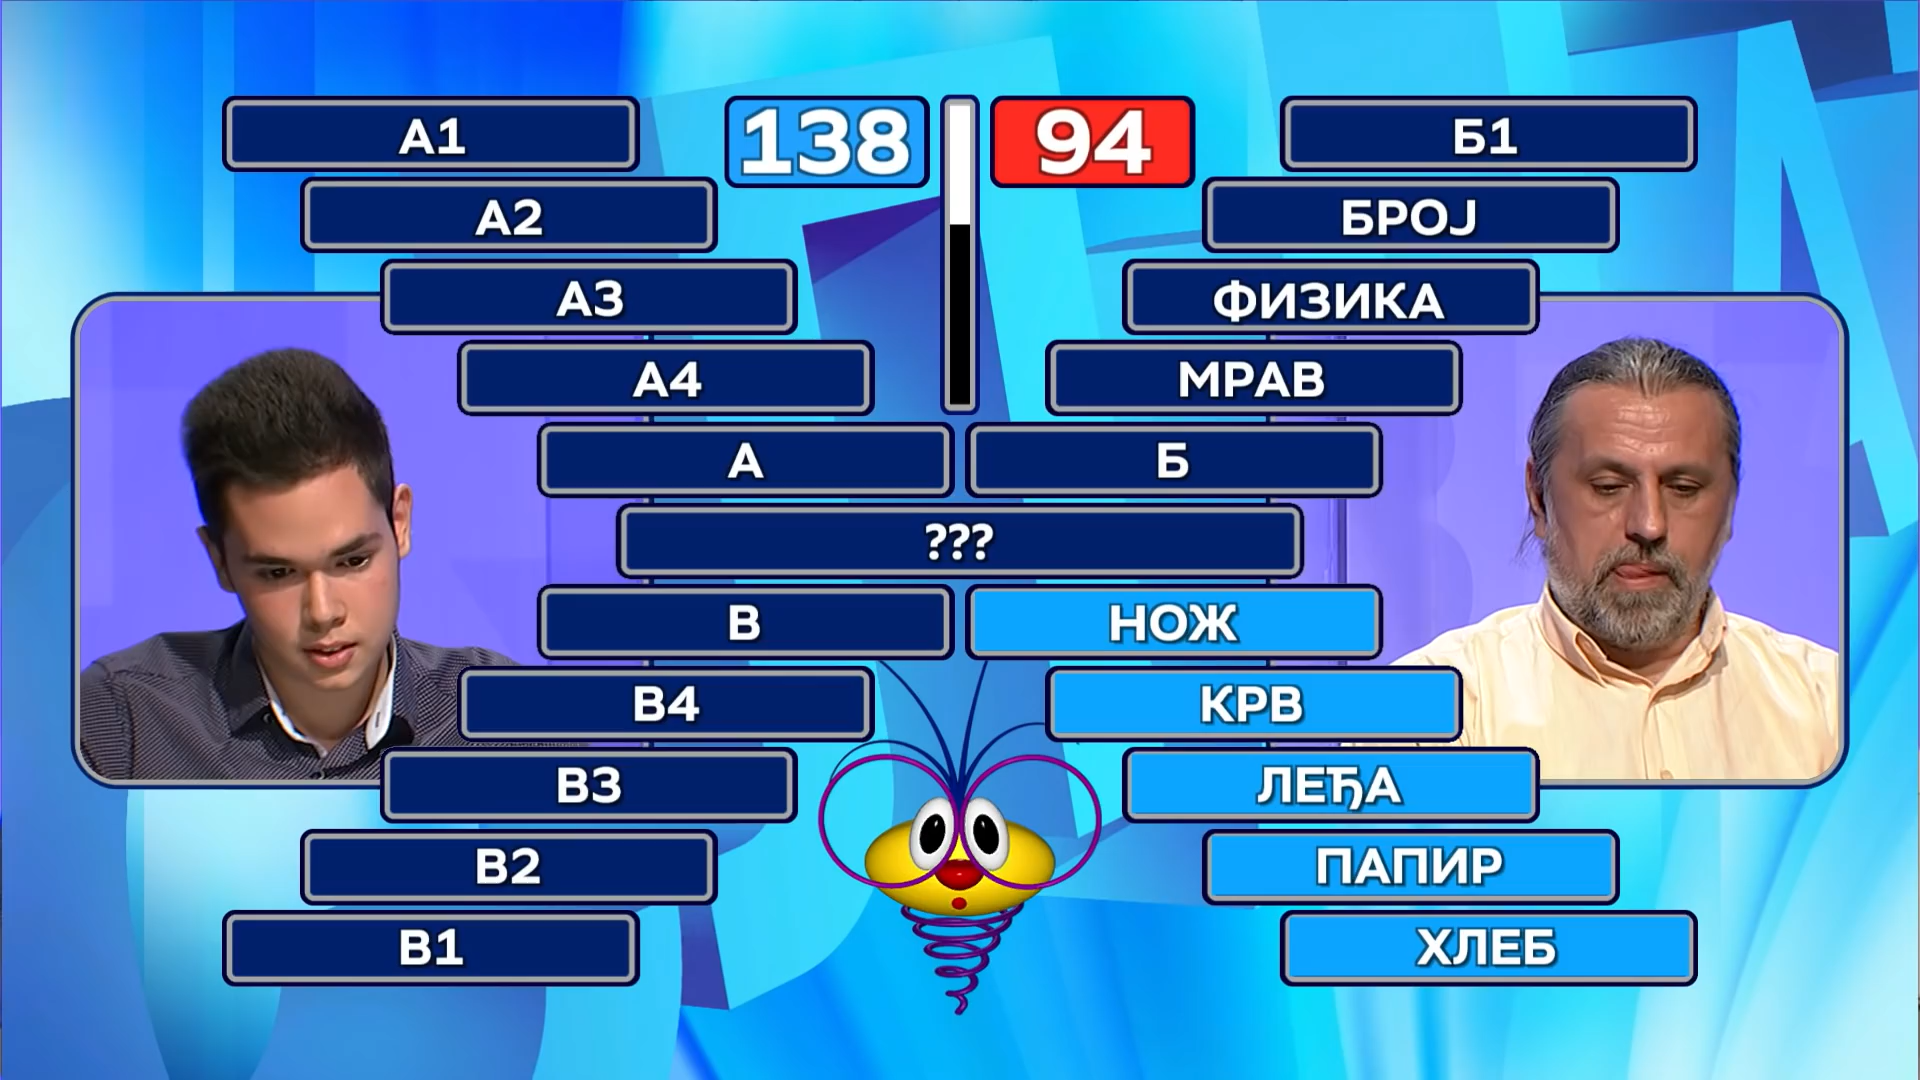 А1
138
94
Б1
А2
БРОЈ
А3
ФИЗИКА
А4
МРАВ
А
Б
???
В
НОЖ
В4
КРВ
В3
ЛЕЂА
В2
ПАПИР
В1
ХЛЕБ